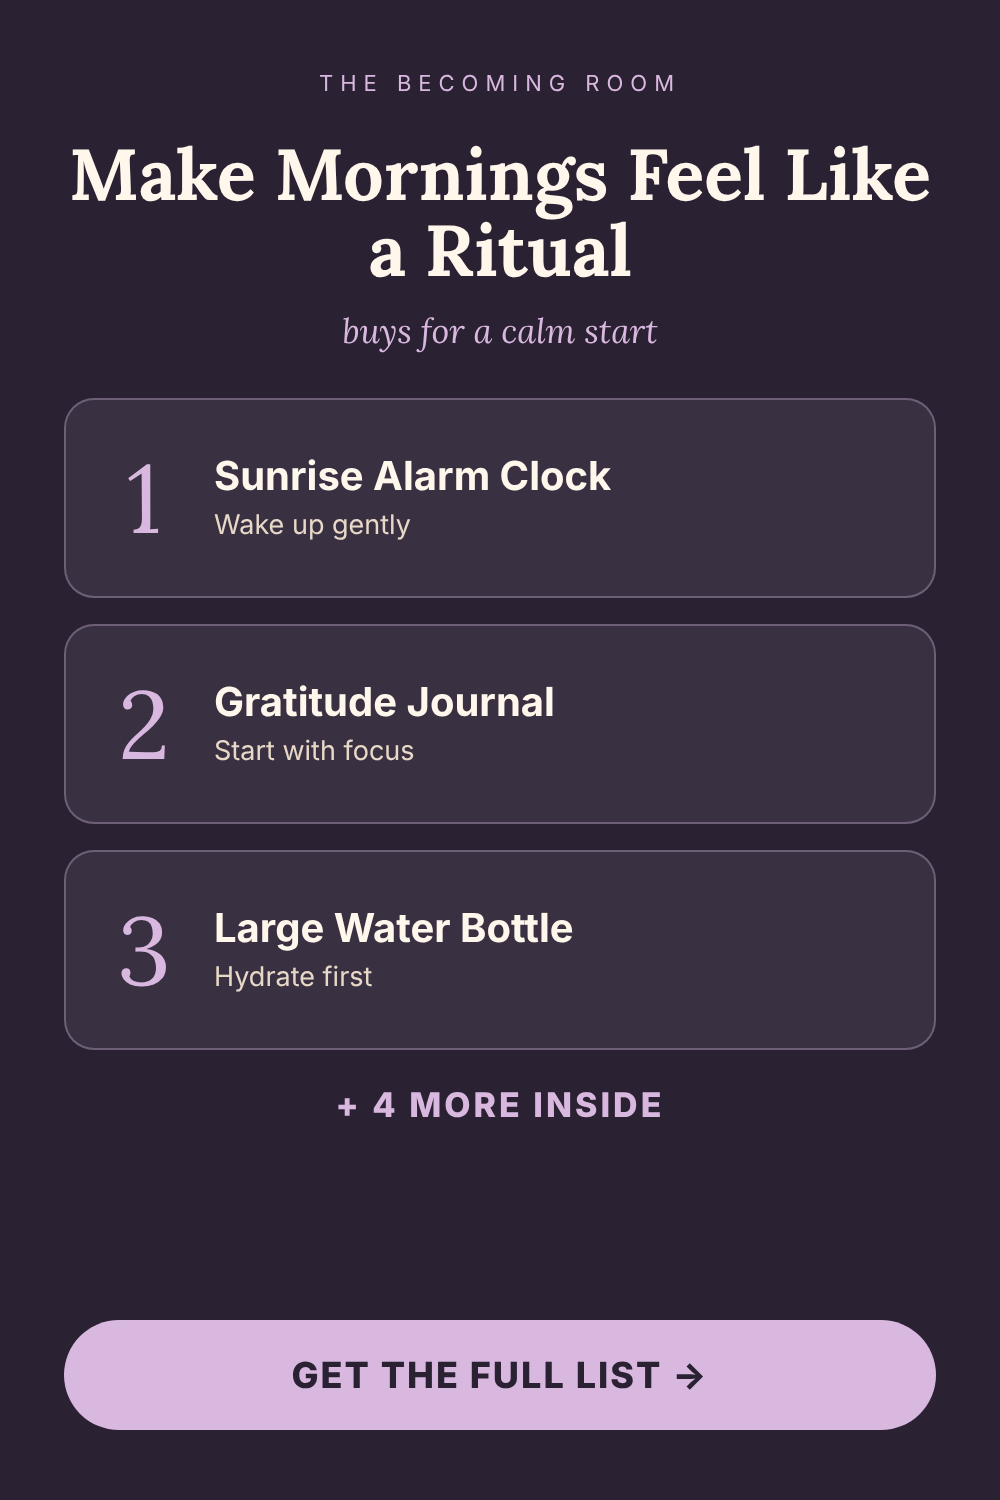 THE BECOMING ROOM
Make Mornings Feel Like
a Ritual
buys for a calm start
1
Sunrise Alarm Clock
Wake up gently
2
Gratitude Journal
Start with focus
3
Large Water Bottle
Hydrate first
+ 4 MORE INSIDE
GET THE FULL LIST →